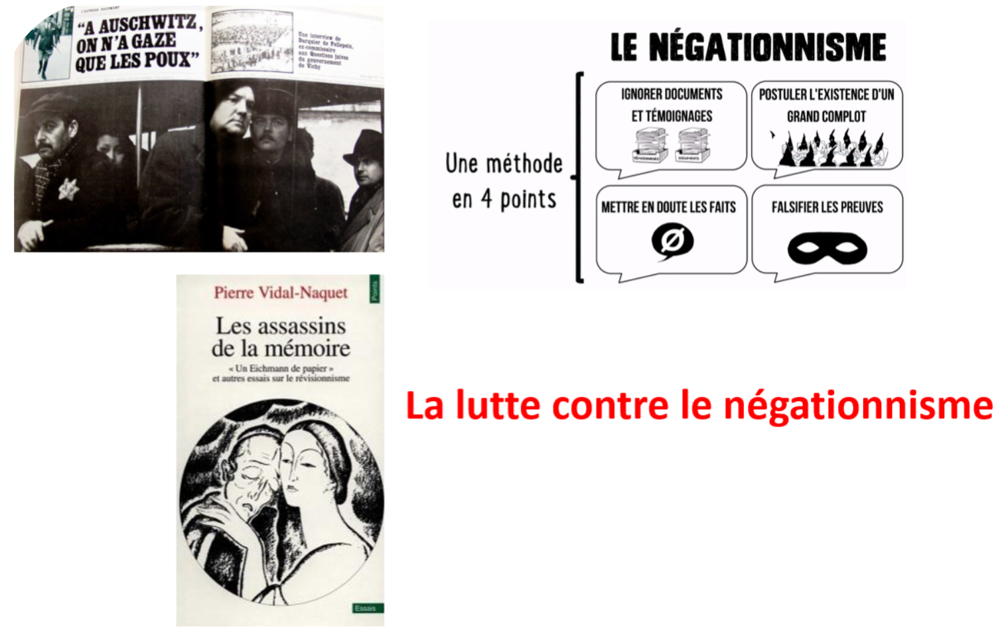 L'EXPRESS DOCUMENT
“A AUSCHWITZ,
ON N'A GAZE
QUE LES POUX”
Une interview de
Darquier de Pellepoix,
ex-commissaire
aux Questions juives
du gouvernement
de Vichy
LE NÉGATIONNISME
Une méthode
en 4 points
IGNORER DOCUMENTS
ET TÉMOIGNAGES
TÉMOIGNAGES
DOCUMENTS
POSTULER L'EXISTENCE D'UN
GRAND COMPLOT
METTRE EN DOUTE LES FAITS
FALSIFIER LES PREUVES
Points
Pierre Vidal-Naquet
Les assassins
de la mémoire
« Un Eichmann de papier »
et autres essais sur le révisionnisme
Essais
La lutte contre le négationnisme